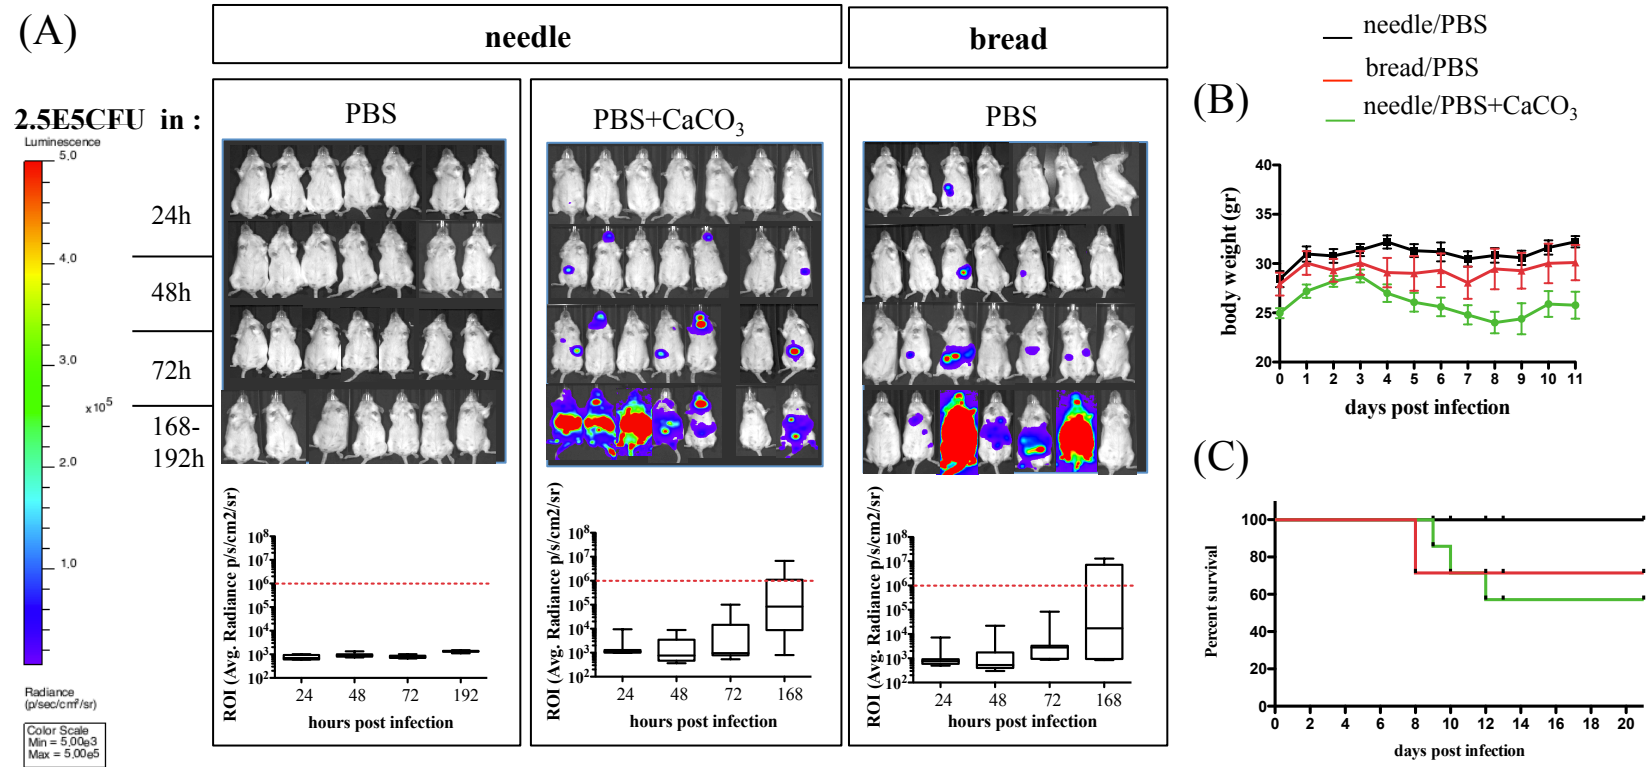 (A)
needle
bread
2.5E5CFU in :
PBS
PBS+CaCO3
PBS
Luminescence
5,0
4,0
3,0
x10^5
2,0
1,0
Radiance
(p/sec/cm²/sr)
Color Scale
Min = 5,00e3
Max = 5,00e5
24h
48h
72h
168-
192h
ROI (Avg. Radiance p/s/cm2/sr)
10^8
10^7
10^6
10^5
10^4
10^3
10^2
24 48 72 192
hours post infection
ROI (Avg. Radiance p/s/cm2/sr)
10^8
10^7
10^6
10^5
10^4
10^3
10^2
24 48 72 168
hours post infection
ROI (Avg. Radiance p/s/cm2/sr)
10^8
10^7
10^6
10^5
10^4
10^3
10^2
24 48 72 168
hours post infection
needle/PBS
bread/PBS
needle/PBS+CaCO3
(B)
body weight (gr)
40
35
30
25
20
0 1 2 3 4 5 6 7 8 9 10 11
days post infection
(C)
Percent survival
100
80
60
40
20
0
0 2 4 6 8 10 12 14 16 18 20
days post infection